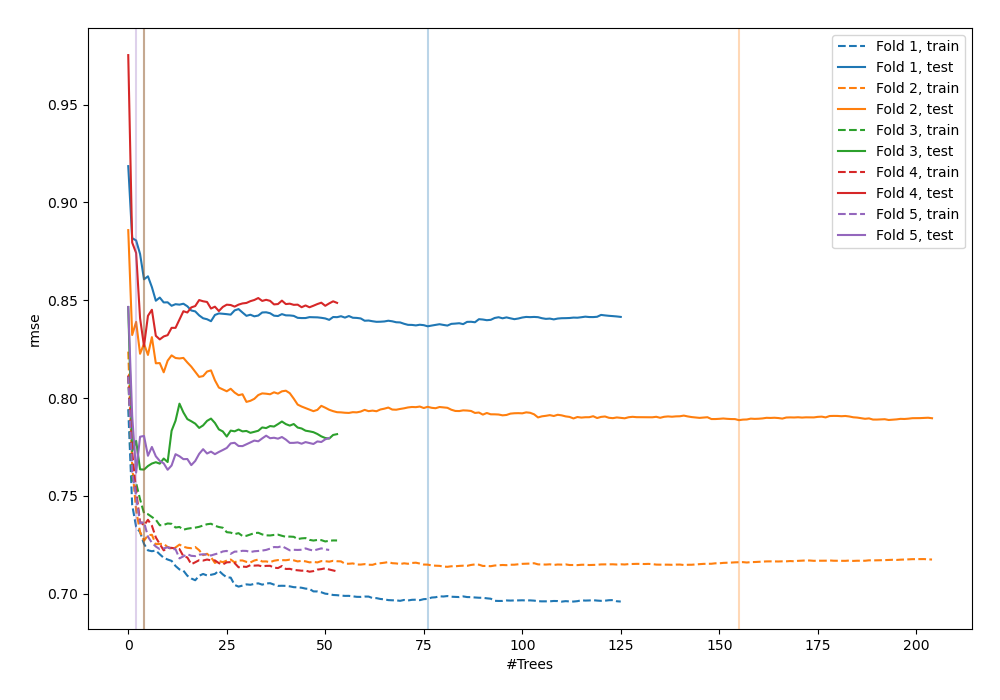 Fold 1, train
Fold 1, test
Fold 2, train
Fold 2, test
Fold 3, train
Fold 3, test
Fold 4, train
Fold 4, test
Fold 5, train
Fold 5, test
rmse
0.95
0.90
0.85
0.80
0.75
0.70
0 25 50 75 100 125 150 175 200
#Trees